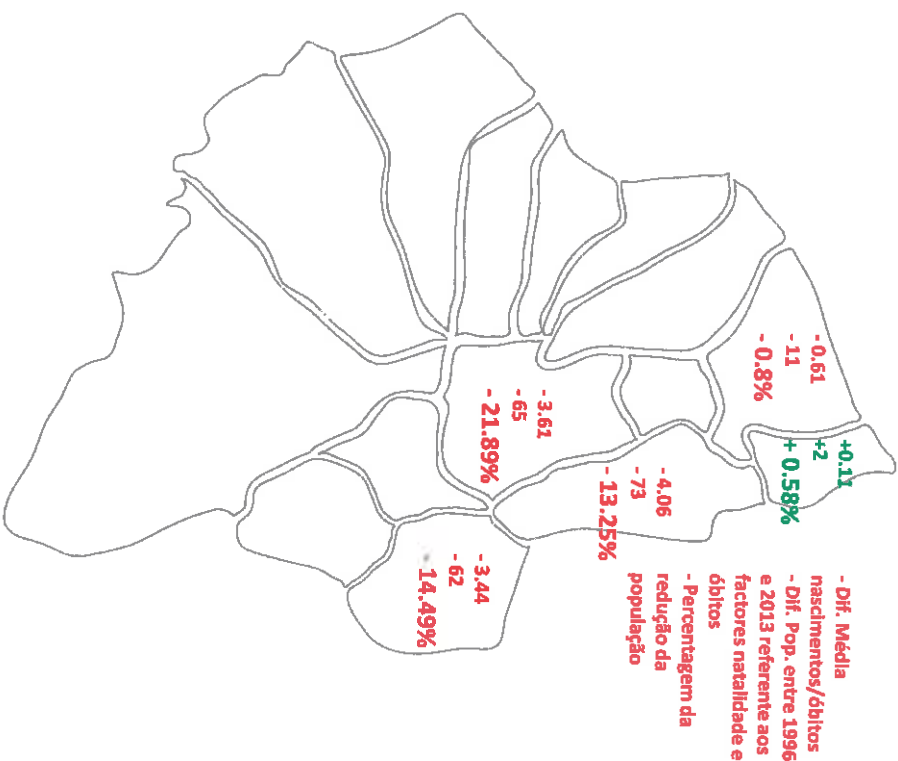 - Dif. Média
nascimentos/óbitos
- Dif. Pop. entre 1996
e 2013 referente aos
factores natalidade e
óbitos
- Percentagem da
redução da
população
+0.11
+2
+ 0.58%
- 0.61
- 11
- 0.8%
- 4.06
- 73
- 13.25%
- 3.61
- 65
- 21.89%
- 3.44
- 62
14.49%